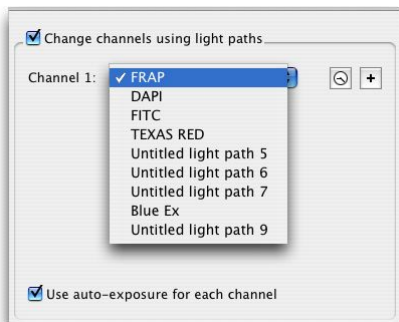 Change channels using light paths
Channel 1: ✓ FRAP
DAPI
FITC
TEXAS RED
Untitled light path 5
Untitled light path 6
Untitled light path 7
Blue Ex
Untitled light path 9
Use auto-exposure for each channel